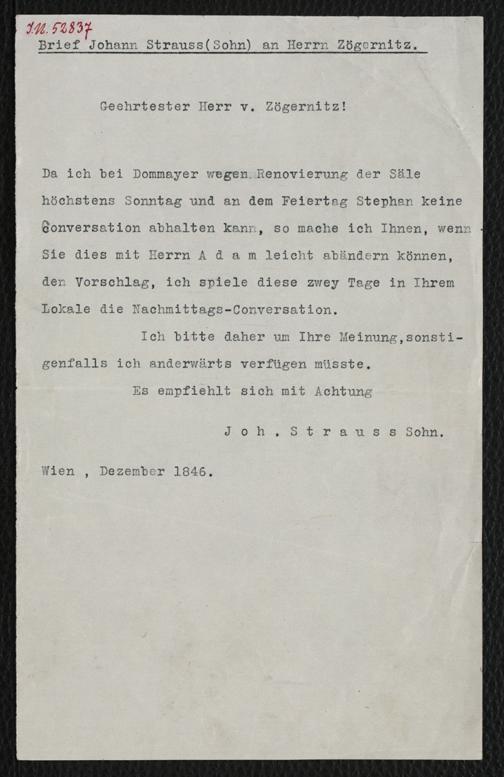 I.N. 52837
Brief Johann Strauss(Sohn) an Herrn Zögernitz.
Geehrtester Herr v. Zögernitz!
Da ich bei Dommayer wegen Renovierung der Säle
höchstens Sonntag und an dem Feiertag Stephan keine
Conversation abhalten kann, so mache ich Ihnen, wenn
Sie dies mit Herrn A d a m leicht abändern können,
den Vorschlag, ich spiele diese zwey Tage in Ihrem
Lokale die Nachmittags-Conversation.
Ich bitte daher um Ihre Meinung,sonsti-
genfalls ich anderwärts verfügen müsste.
Es empfiehlt sich mit Achtung
J o h . S t r a u s s Sohn.
Wien , Dezember 1846.